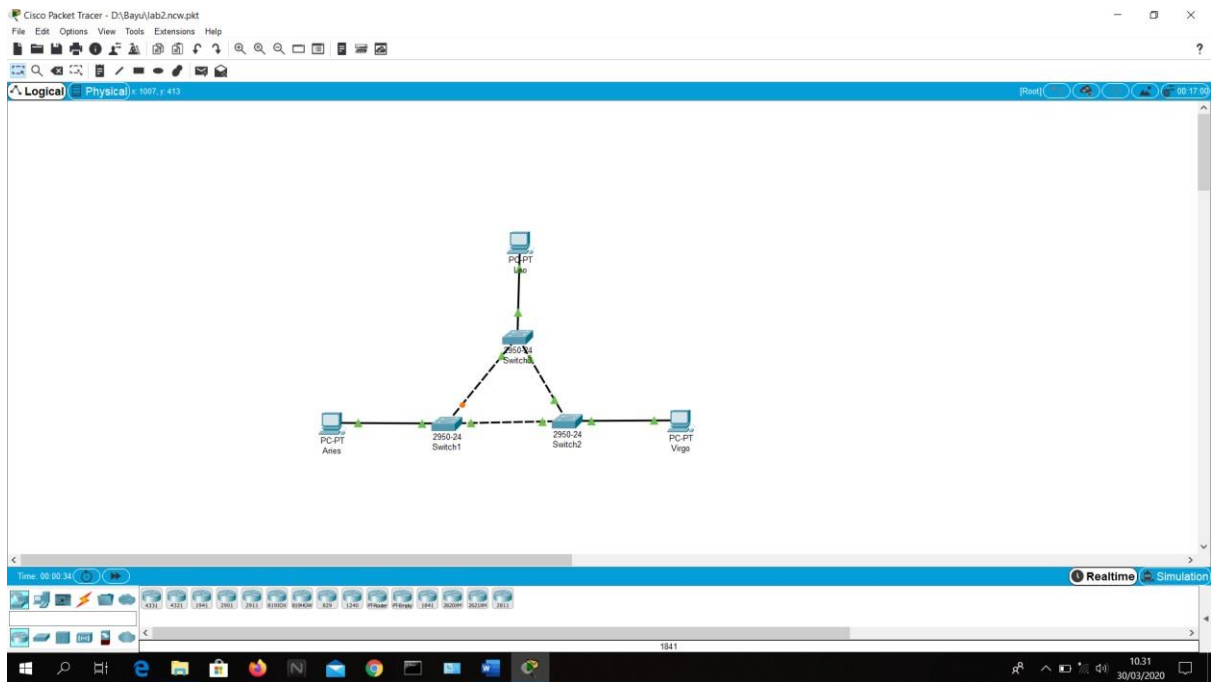 Cisco Packet Tracer - D:\Bayu\lab2.ncw.pkt
File Edit Options View Tools Extensions Help
?
Logical Physical x: 1007, y: 413 [Root] 00:17:00
PC-PT
2950-24
PC-PT
Aries
2950-24
Switch1
2950-24
Switch2
PC-PT
Virgo
Time: 00:00:34 Realtime Simulation
4331 4321 1941 2901 2911 819IOX 819HGW 829 1240 PT-Router PT-Empty 1841 2620XM 2621XM 2811
1841
10.31
30/03/2020